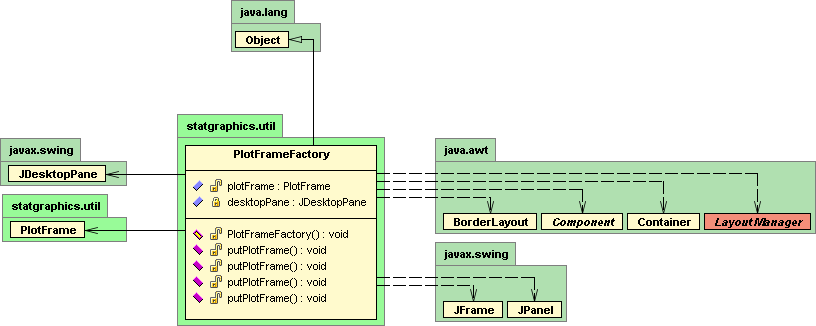 java.lang
Object
statgraphics.util
PlotFrameFactory
plotFrame : PlotFrame
desktopPane : JDesktopPane
PlotFrameFactory() : void
putPlotFrame() : void
putPlotFrame() : void
putPlotFrame() : void
putPlotFrame() : void
javax.swing
JDesktopPane
statgraphics.util
PlotFrame
java.awt
BorderLayout
Component
Container
LayoutManager
javax.swing
JFrame
JPanel